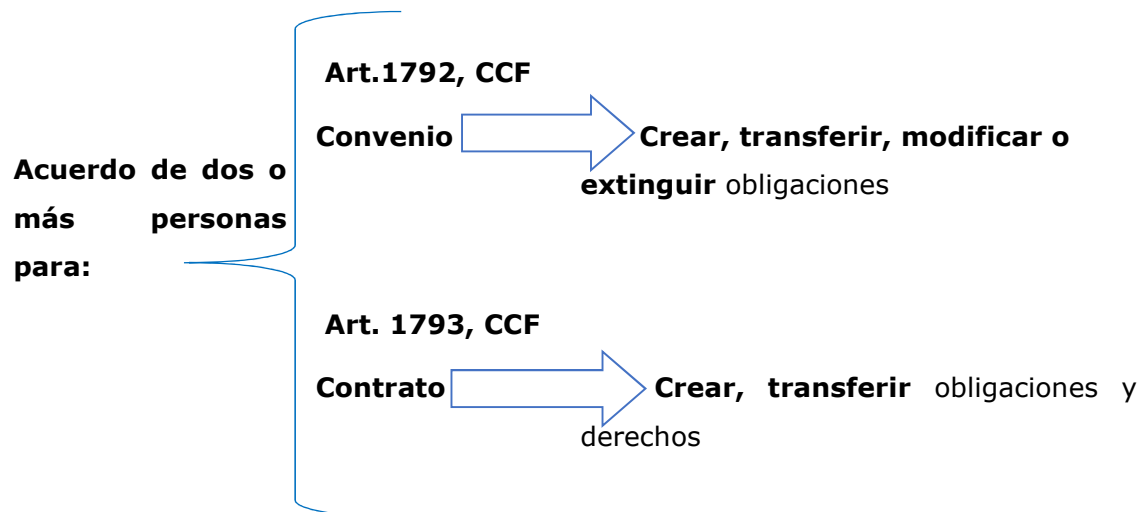 Acuerdo de dos o
más personas
para:
Art.1792, CCF
Convenio Crear, transferir, modificar o
extinguir obligaciones
Art. 1793, CCF
Contrato Crear, transferir obligaciones y
derechos